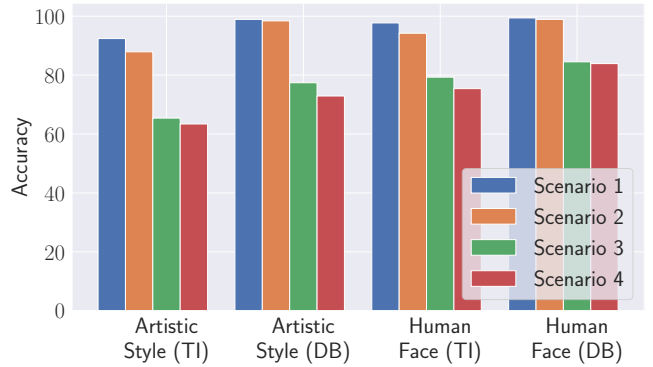 100
80
60
40
20
0
Accuracy
Scenario 1
Scenario 2
Scenario 3
Scenario 4
Artistic
Style (TI)
Artistic
Style (DB)
Human
Face (TI)
Human
Face (DB)